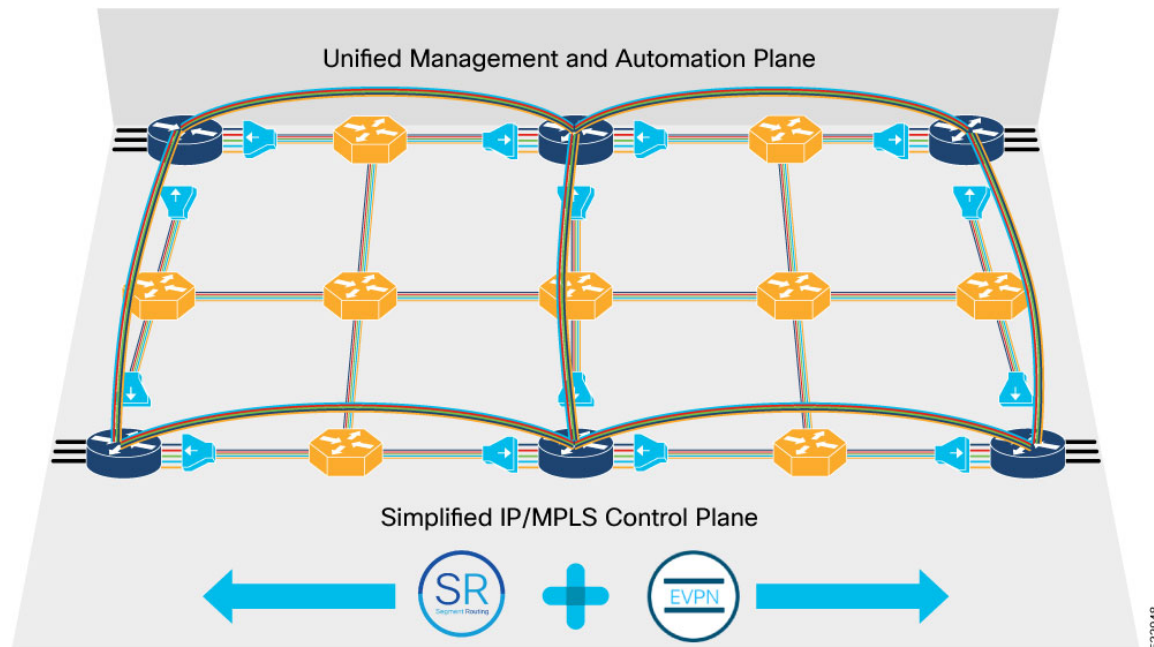 Unified Management and Automation Plane
Simplified IP/MPLS Control Plane
SR
Segment Routing
EVPN